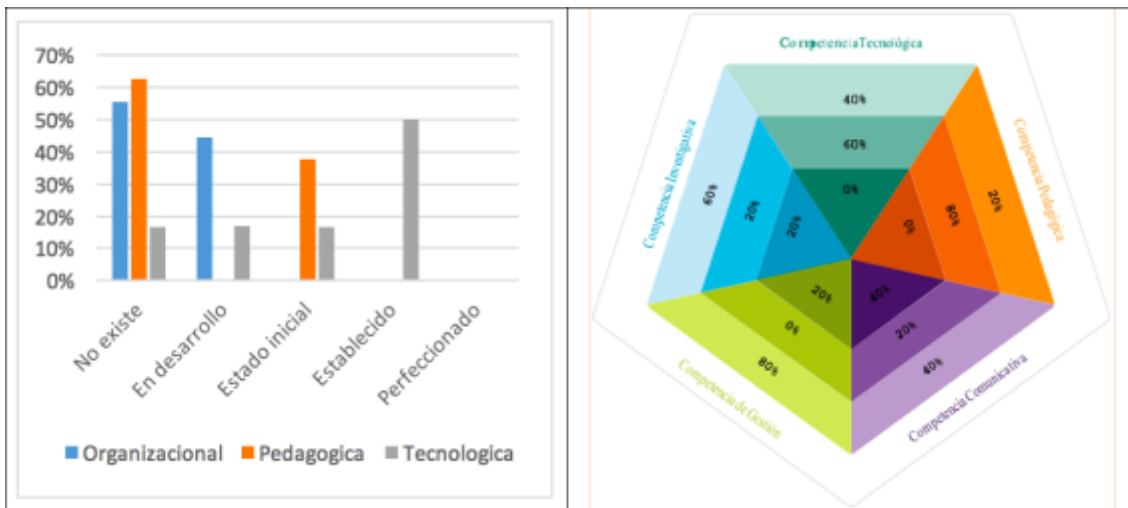 70%
60%
50%
40%
30%
20%
10%
0%
No existe
En desarrollo
Estado inicial
Establecido
Perfeccionado
Organizacional Pedagogica Tecnologica
Competencia Tecnológica
40%
60%
0%
Competencia Pedagógica
20%
80%
0%
Competencia Comunicativa
40%
20%
40%
Competencia de Gestión
20%
0%
80%
Competencia Investigativa
60%
20%
20%